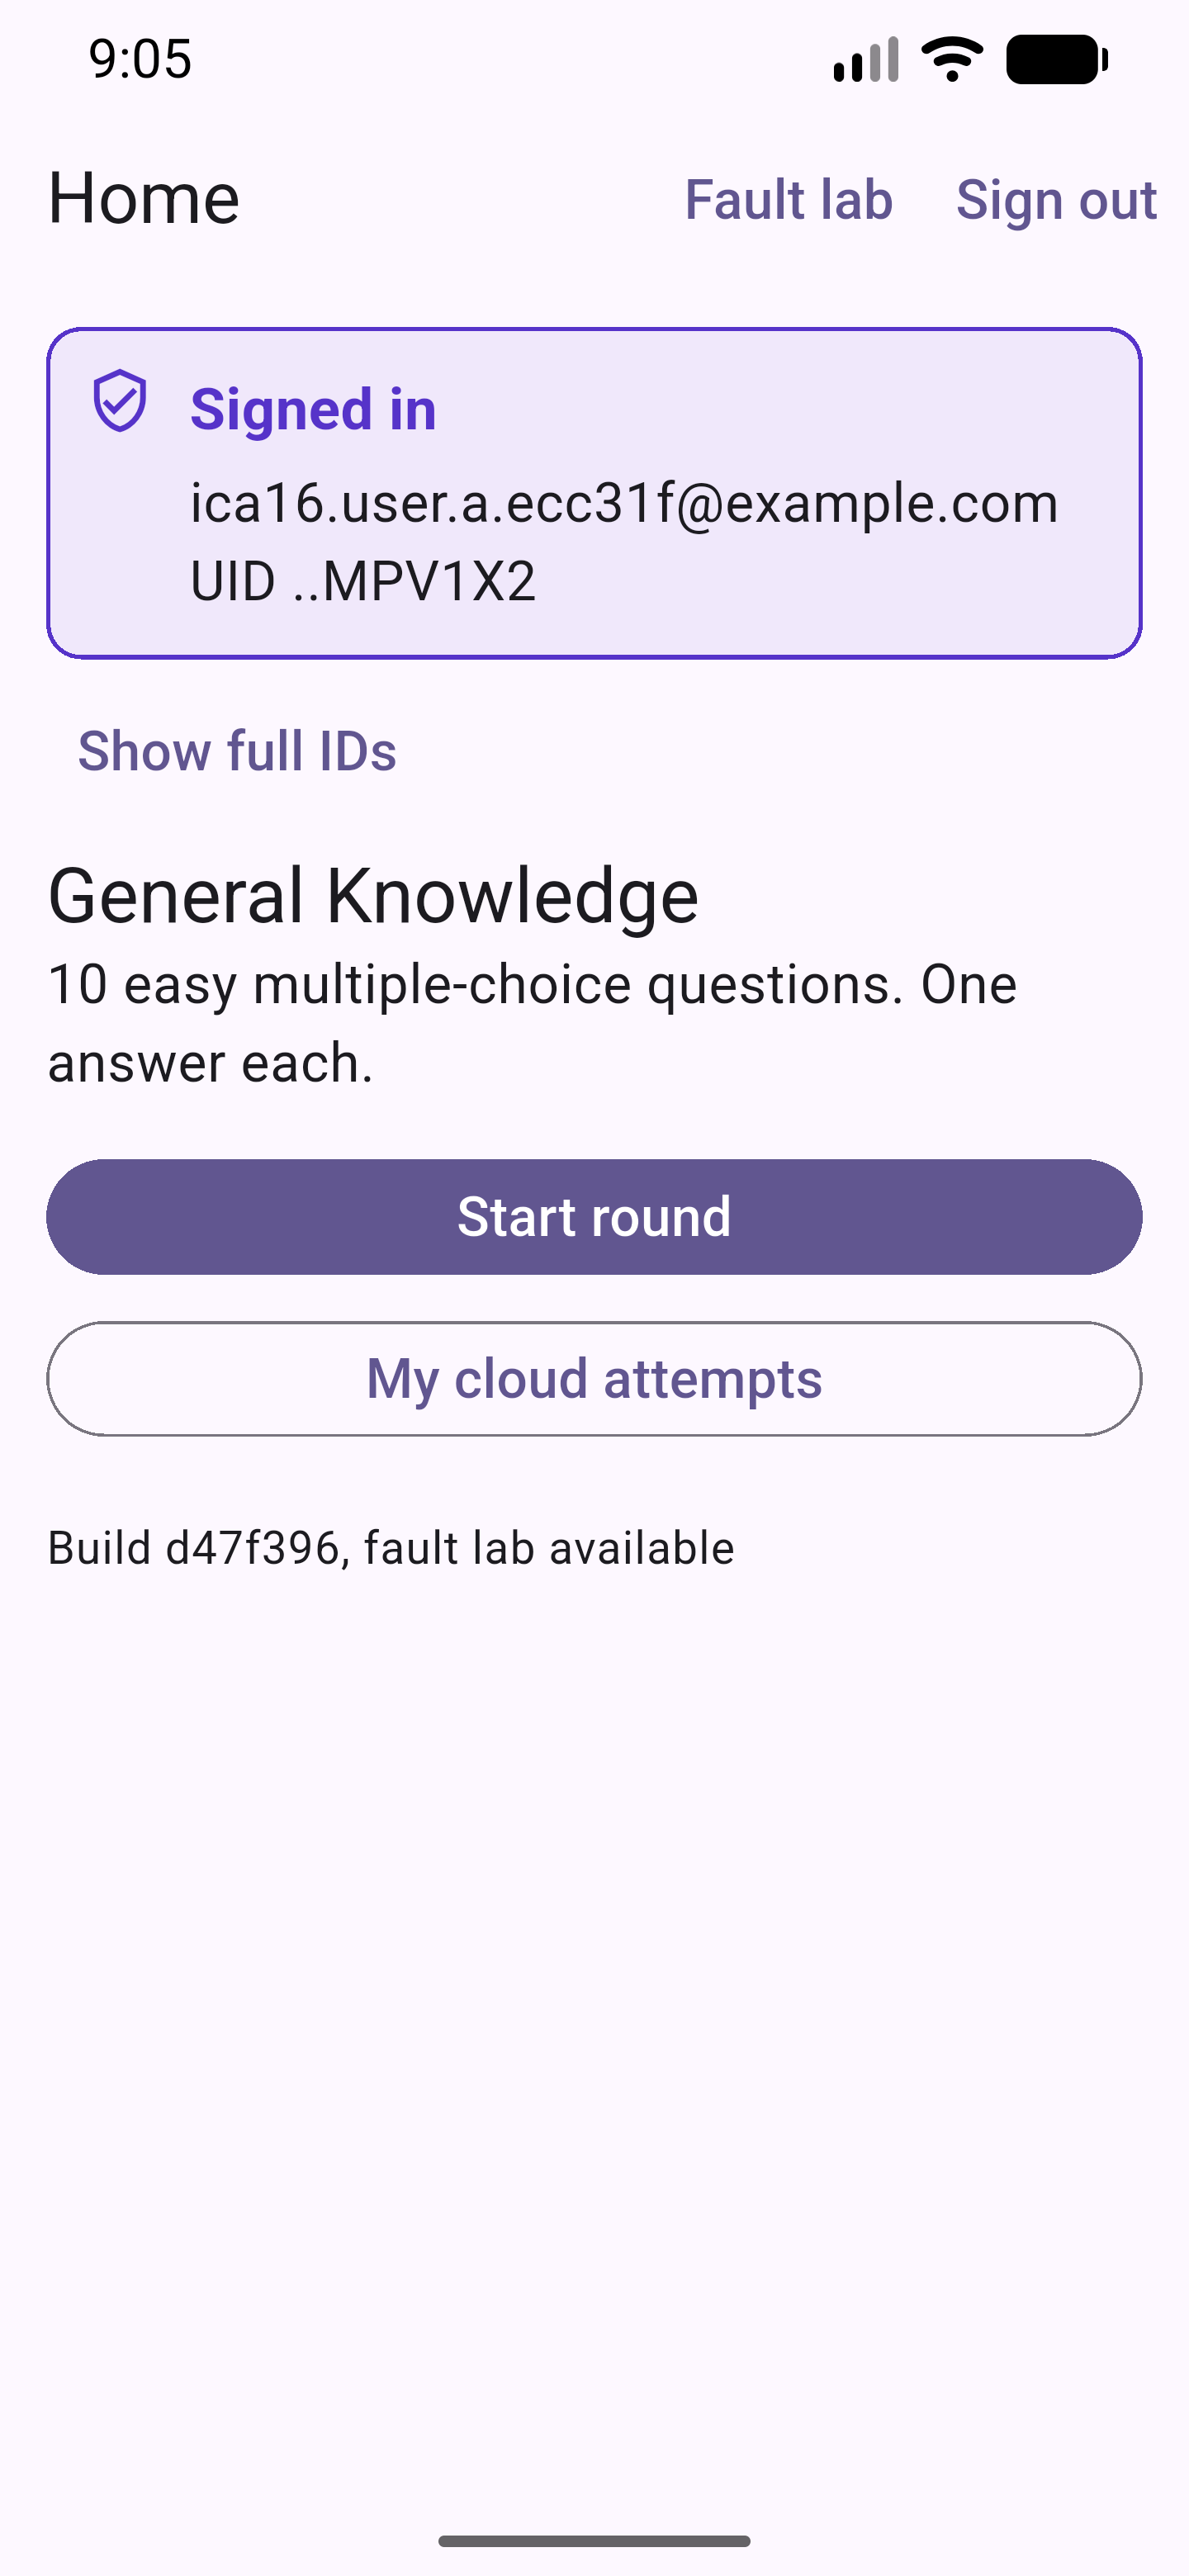 9:05
Home
Fault lab
Sign out
Signed in
ica16.user.a.ecc31f@example.com
UID ..MPV1X2
Show full IDs
General Knowledge
10 easy multiple-choice questions. One
answer each.
Start round
My cloud attempts
Build d47f396, fault lab available